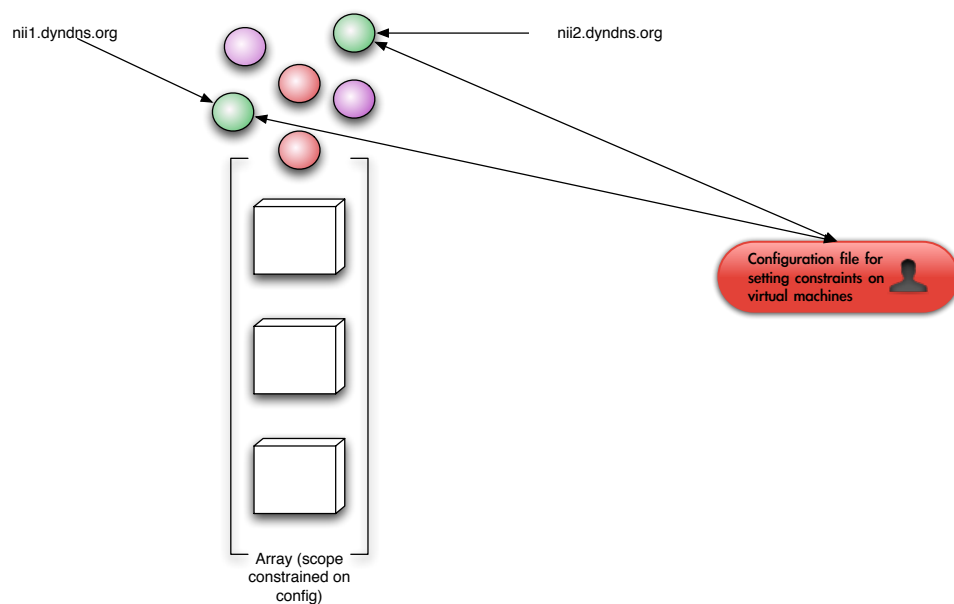 nii1.dyndns.org
nii2.dyndns.org
Configuration file for
setting constraints on
virtual machines
Array (scope
constrained on
config)